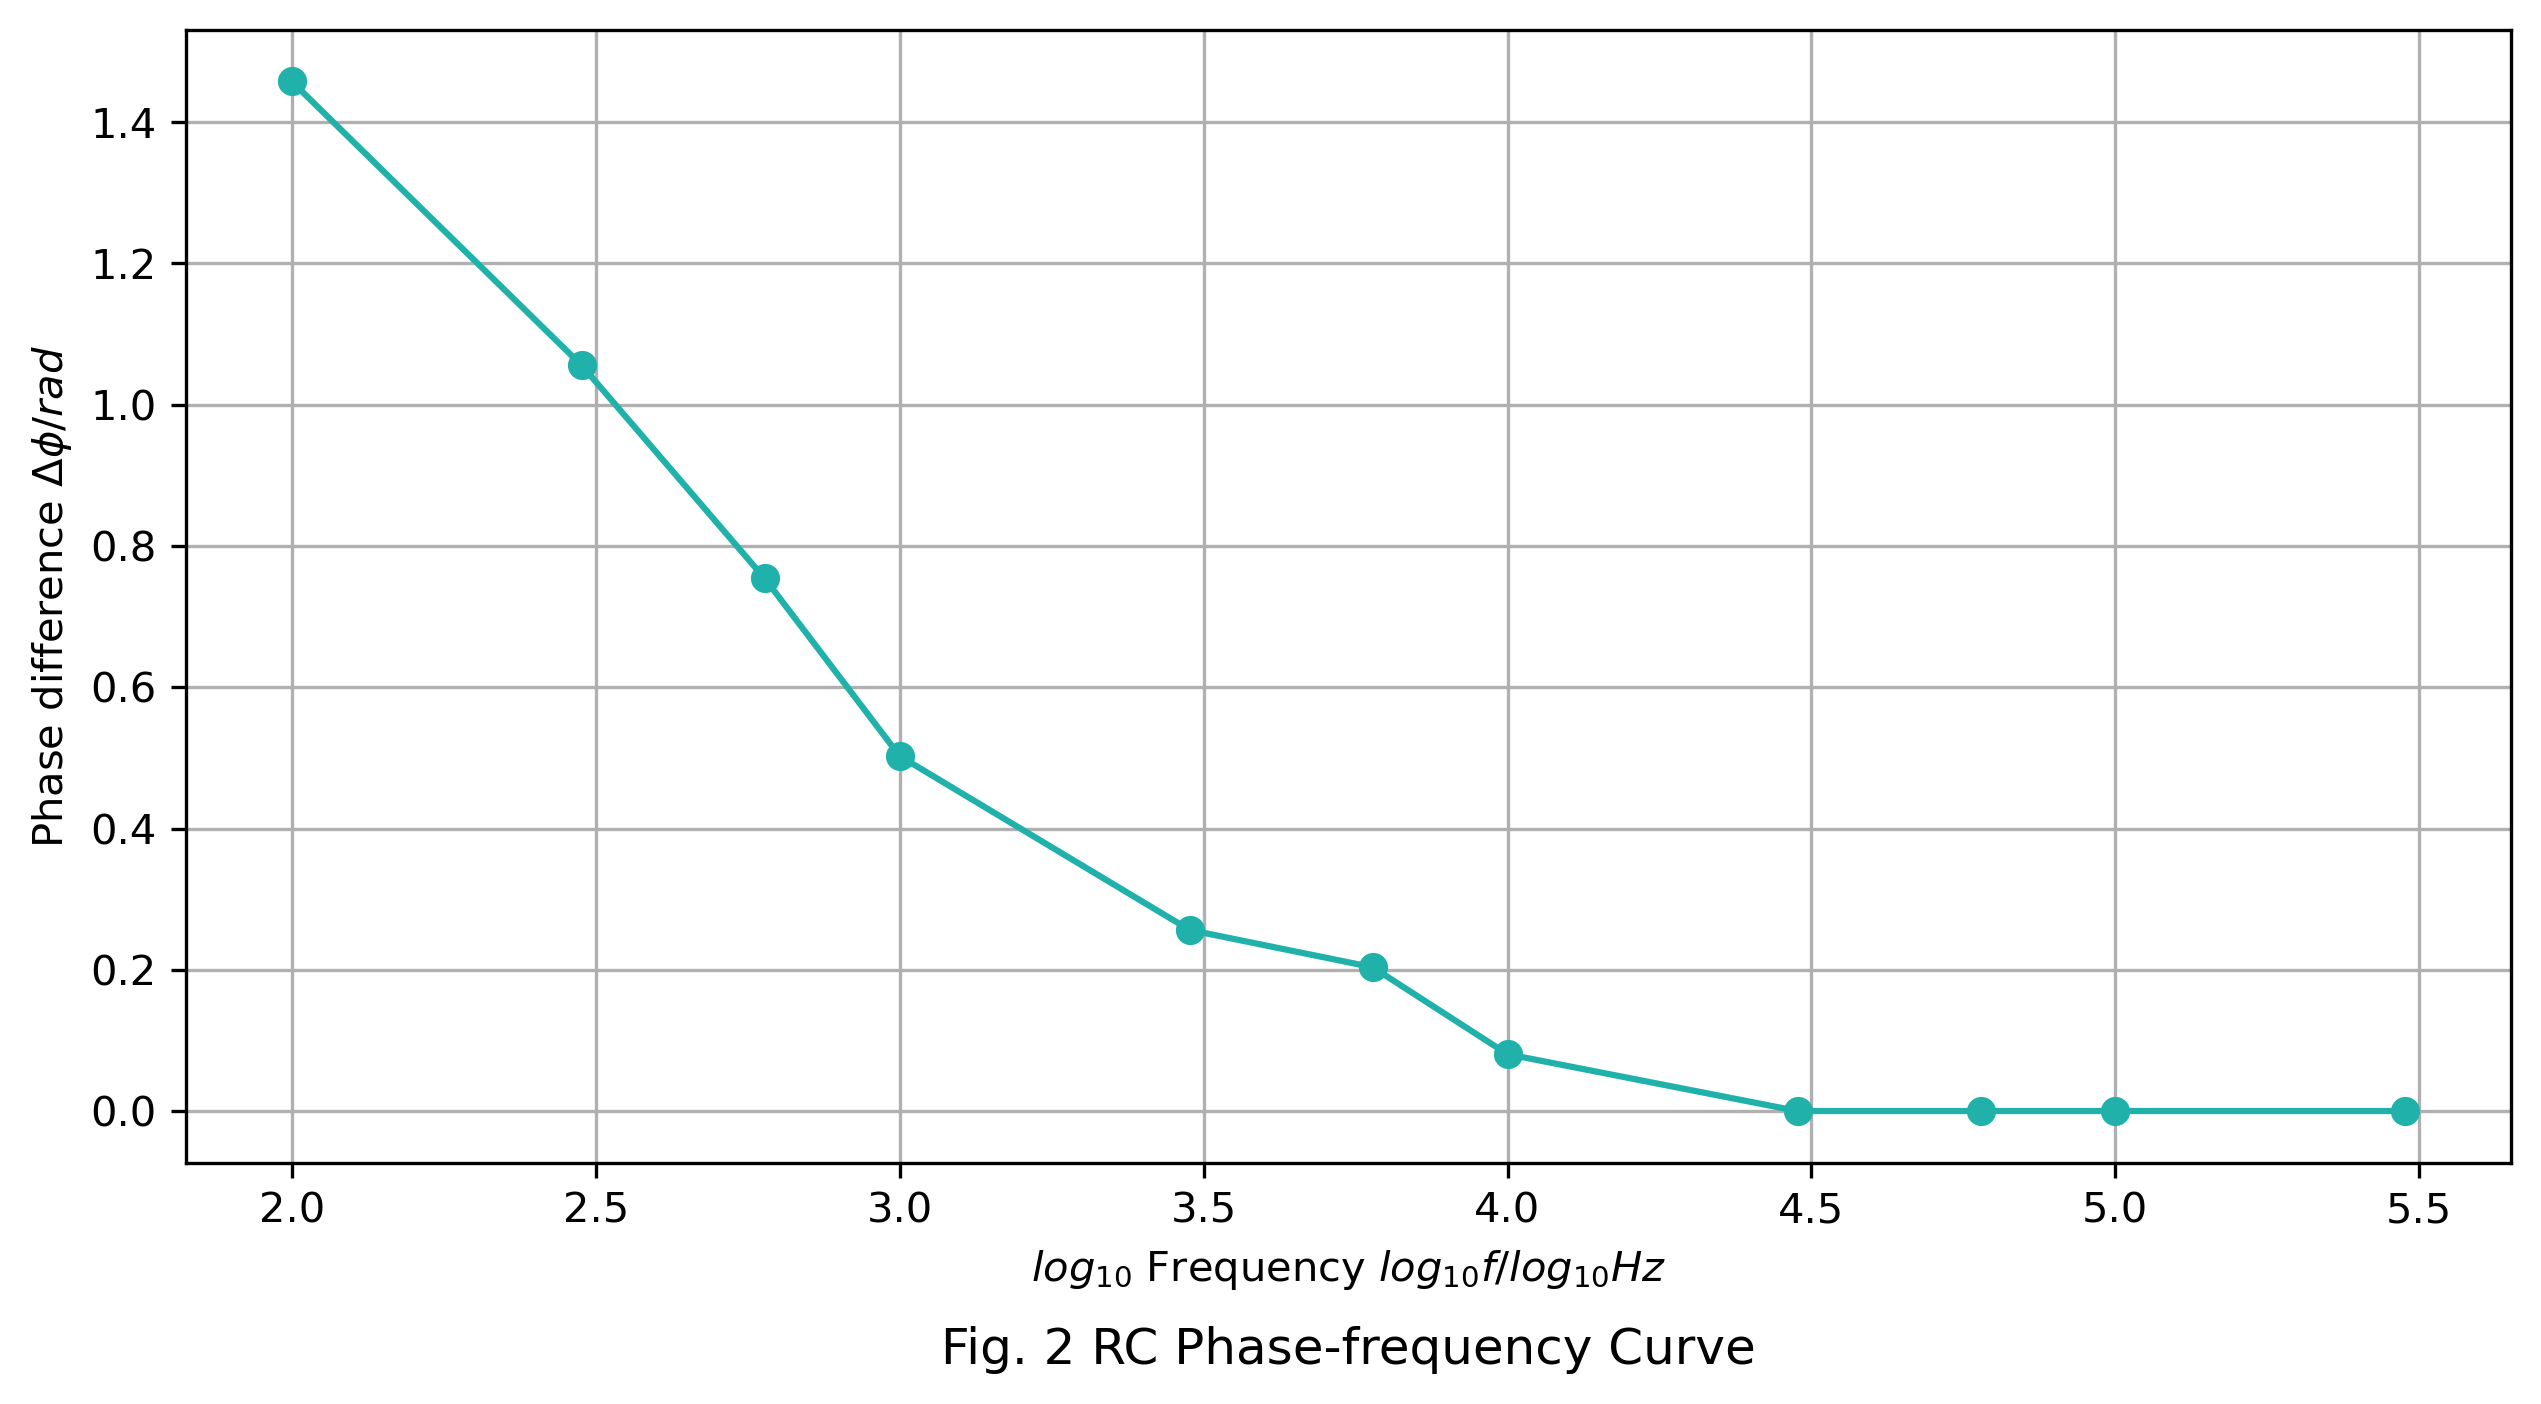 1.4
1.2
1.0
0.8
0.6
0.4
0.2
0.0
Phase difference Δϕ/rad
2.0 2.5 3.0 3.5 4.0 4.5 5.0 5.5
log₁₀ Frequency log₁₀f/log₁₀Hz
Fig. 2 RC Phase-frequency Curve